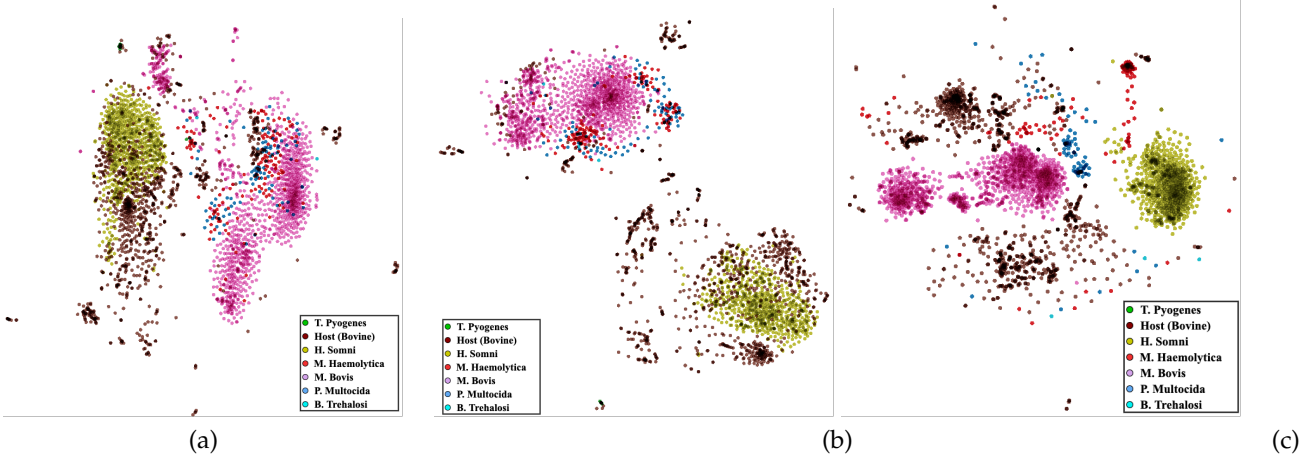 T. Pyogenes
Host (Bovine)
H. Somni
M. Haemolytica
M. Bovis
P. Multocida
B. Trehalosi
T. Pyogenes
Host (Bovine)
H. Somni
M. Haemolytica
M. Bovis
P. Multocida
B. Trehalosi
T. Pyogenes
Host (Bovine)
H. Somni
M. Haemolytica
M. Bovis
P. Multocida
B. Trehalosi
(a) (b) (c)